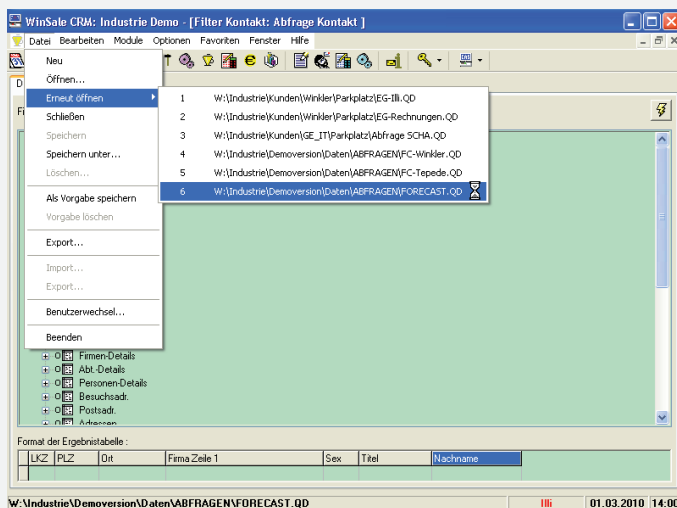 WinSale CRM: Industrie Demo - [Filter Kontakt: Abfrage Kontakt ]
Datei Bearbeiten Module Optionen Favoriten Fenster Hilfe
Neu
Öffnen...
Erneut öffnen
Schließen
Speichern
Speichern unter...
Löschen...
Als Vorgabe speichern
Vorgabe löschen
Export...
Import...
Export...
Benutzerwechsel...
Beenden
1 W:\Industrie\Kunden\Winkler\Parkplatz\EG-Illi.QD
2 W:\Industrie\Kunden\Winkler\Parkplatz\EG-Rechnungen.QD
3 W:\Industrie\Kunden\GE_IT\Parkplatz\Abfrage SCHA.QD
4 W:\Industrie\Demoversion\Daten\ABFRAGEN\FC-Winkler.QD
5 W:\Industrie\Demoversion\Daten\ABFRAGEN\FC-Tepede.QD
6 W:\Industrie\Demoversion\Daten\ABFRAGEN\FORECAST.QD
Firmen-Details
Abt.-Details
Personen-Details
Besuchsadr.
Postsadr.
Adressen
Format der Ergebnistabelle :
LKZ PLZ Ort Firma Zeile 1 Sex Titel Nachname
W:\Industrie\Demoversion\Daten\ABFRAGEN\FORECAST.QD Illi 01.03.2010 14:00